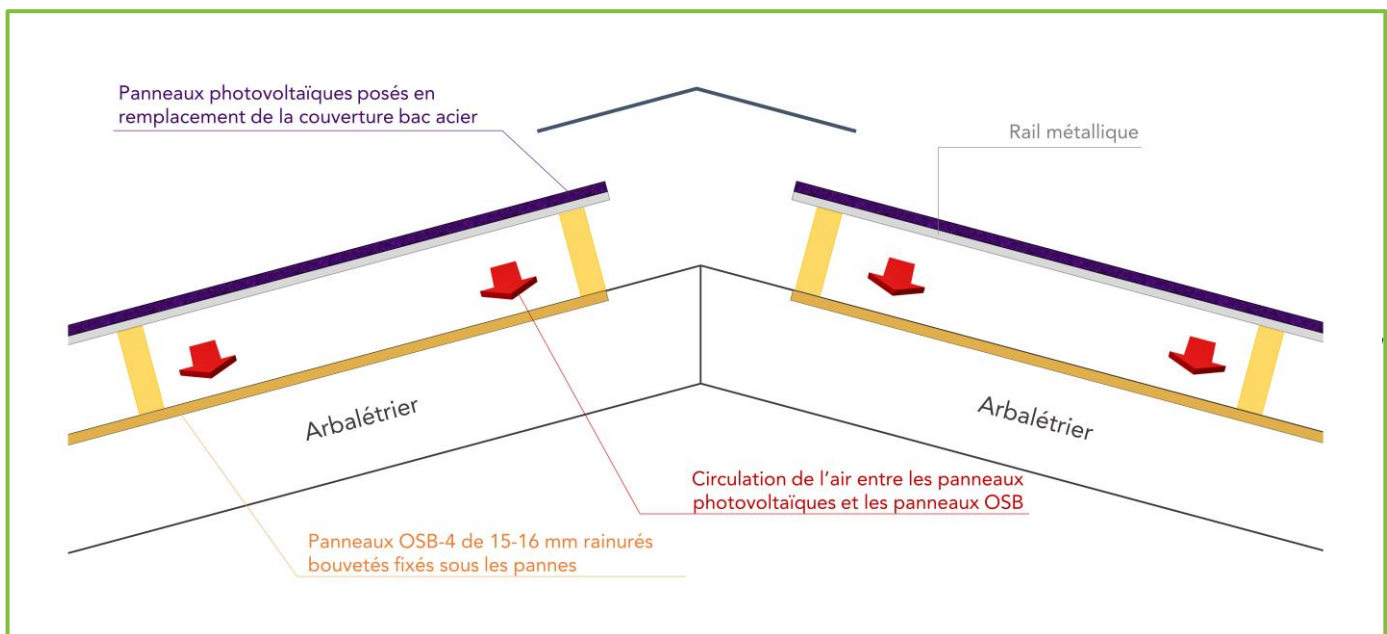 Panneaux photovoltaïques posés en
remplacement de la couverture bac acier
Rail métallique
Arbalétrier
Arbalétrier
Circulation de l'air entre les panneaux
photovoltaïques et les panneaux OSB
Panneaux OSB-4 de 15-16 mm rainurés
bouvetés fixés sous les pannes